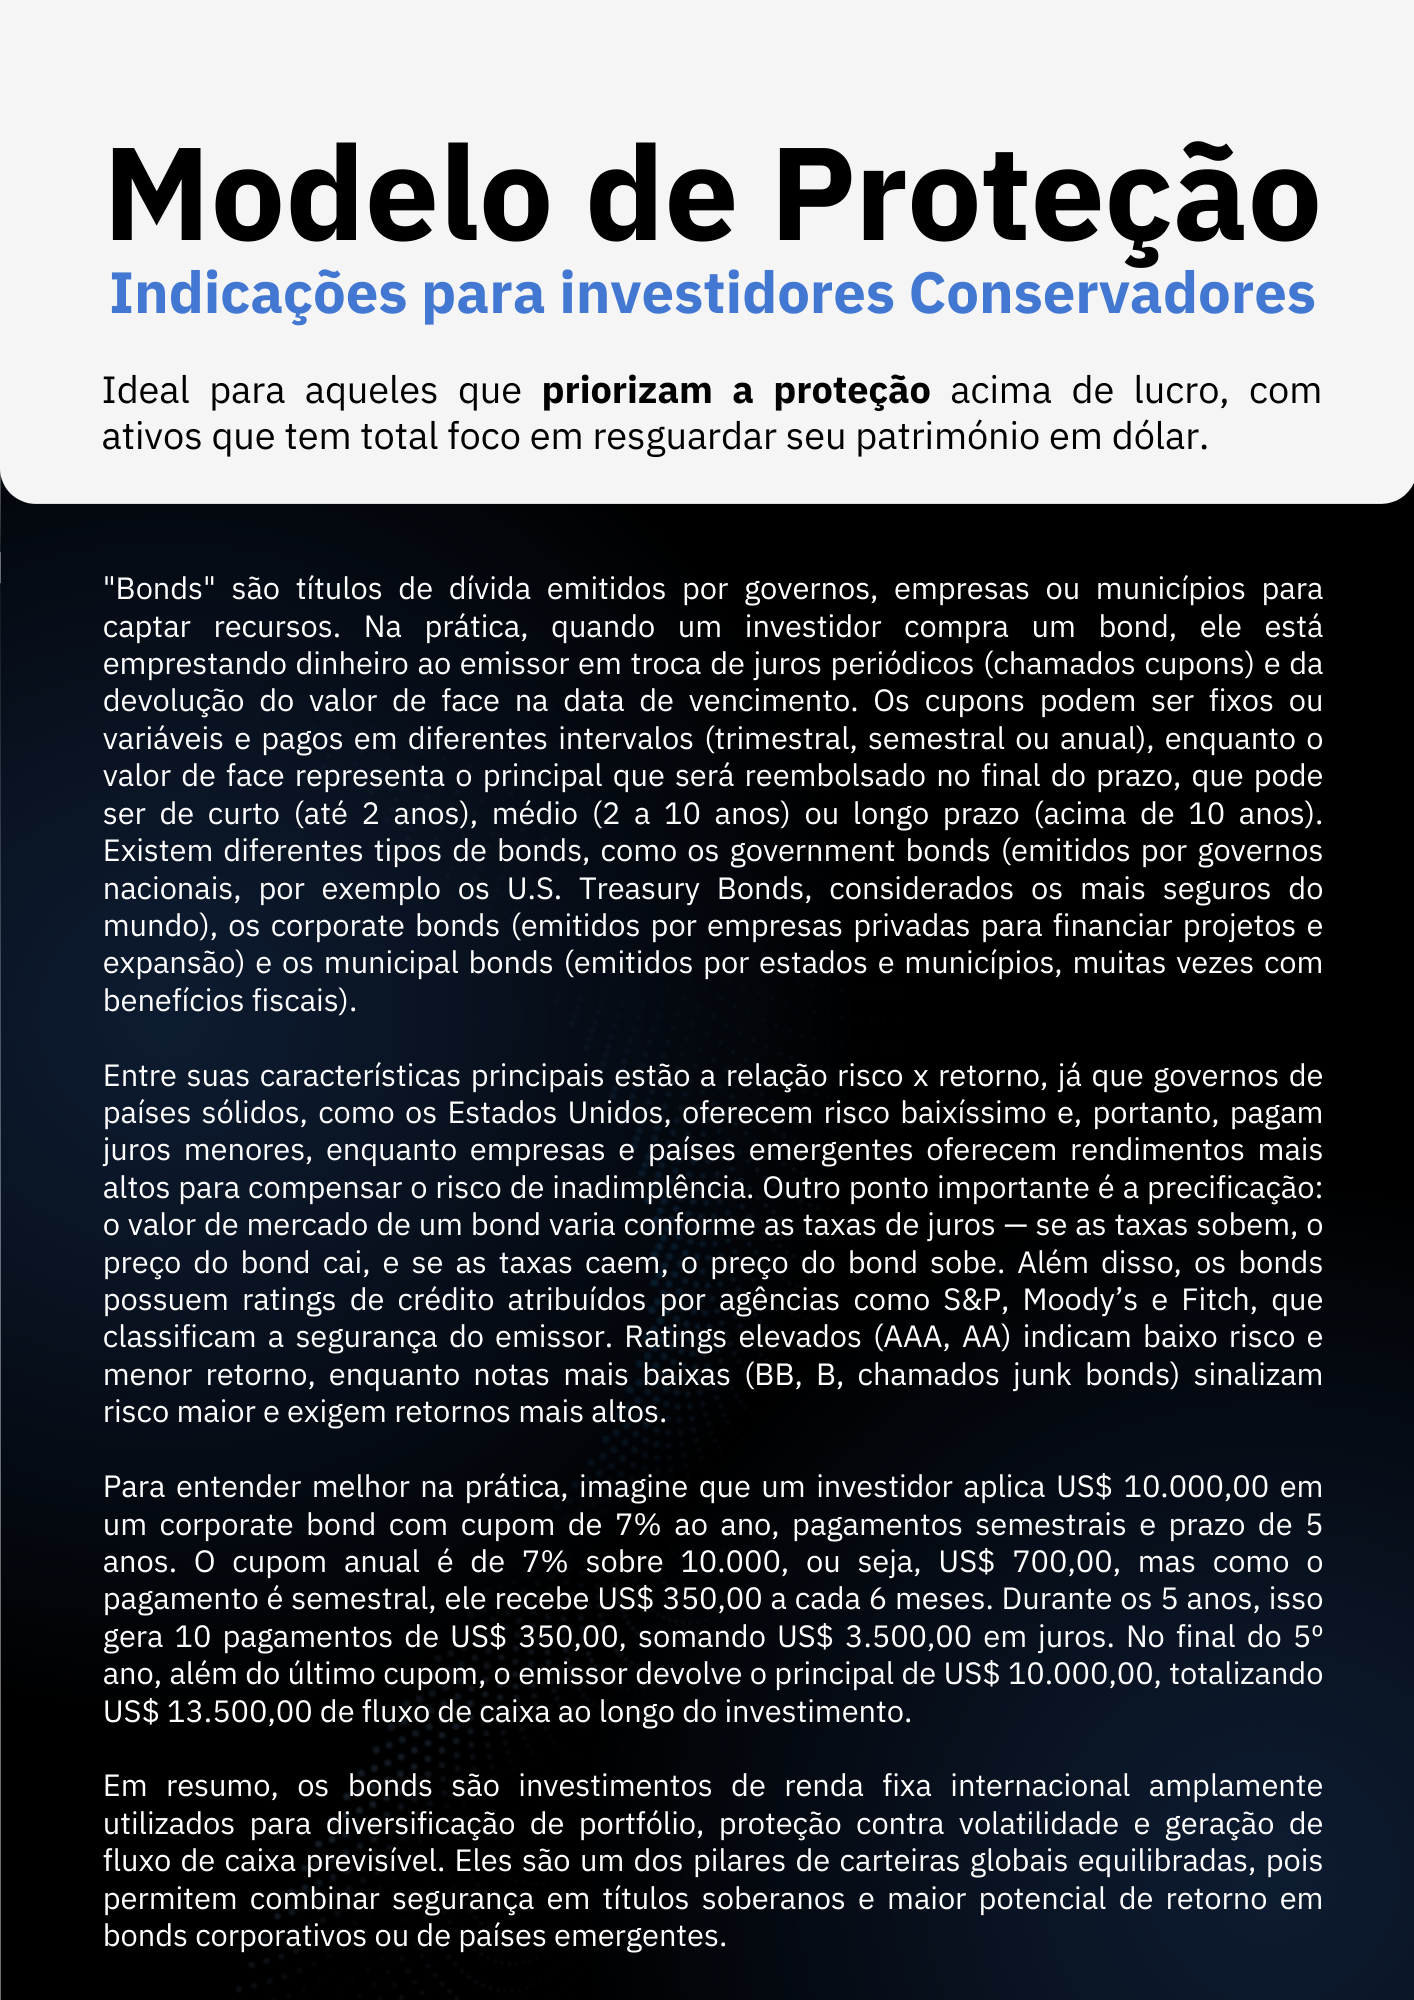 Modelo de Proteção
Indicações para investidores Conservadores
Ideal para aqueles que priorizam a proteção acima de lucro, com
ativos que tem total foco em resguardar seu património em dólar.
"Bonds" são títulos de dívida emitidos por governos, empresas ou municípios para
captar recursos. Na prática, quando um investidor compra um bond, ele está
emprestando dinheiro ao emissor em troca de juros periódicos (chamados cupons) e da
devolução do valor de face na data de vencimento. Os cupons podem ser fixos ou
variáveis e pagos em diferentes intervalos (trimestral, semestral ou anual), enquanto o
valor de face representa o principal que será reembolsado no final do prazo, que pode
ser de curto (até 2 anos), médio (2 a 10 anos) ou longo prazo (acima de 10 anos).
Existem diferentes tipos de bonds, como os government bonds (emitidos por governos
nacionais, por exemplo os U.S. Treasury Bonds, considerados os mais seguros do
mundo), os corporate bonds (emitidos por empresas privadas para financiar projetos e
expansão) e os municipal bonds (emitidos por estados e municípios, muitas vezes com
benefícios fiscais).
Entre suas características principais estão a relação risco x retorno, já que governos de
países sólidos, como os Estados Unidos, oferecem risco baixíssimo e, portanto, pagam
juros menores, enquanto empresas e países emergentes oferecem rendimentos mais
altos para compensar o risco de inadimplência. Outro ponto importante é a precificação:
o valor de mercado de um bond varia conforme as taxas de juros — se as taxas sobem, o
preço do bond cai, e se as taxas caem, o preço do bond sobe. Além disso, os bonds
possuem ratings de crédito atribuídos por agências como S&P, Moody’s e Fitch, que
classificam a segurança do emissor. Ratings elevados (AAA, AA) indicam baixo risco e
menor retorno, enquanto notas mais baixas (BB, B, chamados junk bonds) sinalizam
risco maior e exigem retornos mais altos.
Para entender melhor na prática, imagine que um investidor aplica US$ 10.000,00 em
um corporate bond com cupom de 7% ao ano, pagamentos semestrais e prazo de 5
anos. O cupom anual é de 7% sobre 10.000, ou seja, US$ 700,00, mas como o
pagamento é semestral, ele recebe US$ 350,00 a cada 6 meses. Durante os 5 anos, isso
gera 10 pagamentos de US$ 350,00, somando US$ 3.500,00 em juros. No final do 5º
ano, além do último cupom, o emissor devolve o principal de US$ 10.000,00, totalizando
US$ 13.500,00 de fluxo de caixa ao longo do investimento.
Em resumo, os bonds são investimentos de renda fixa internacional amplamente
utilizados para diversificação de portfólio, proteção contra volatilidade e geração de
fluxo de caixa previsível. Eles são um dos pilares de carteiras globais equilibradas, pois
permitem combinar segurança em títulos soberanos e maior potencial de retorno em
bonds corporativos ou de países emergentes.